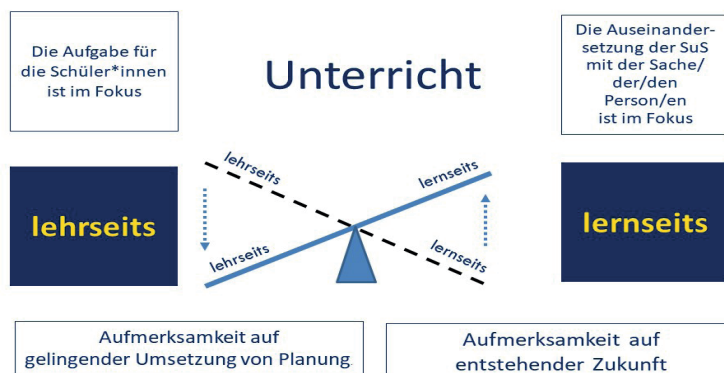 Die Aufgabe für
die Schüler*innen
ist im Fokus
Unterricht
Die Auseinander-
setzung der SuS
mit der Sache/
der/den
Person/en
ist im Fokus
lehrseits
lehrseits
lernseits
lehrseits
lernseits
lernseits
Aufmerksamkeit auf
gelingender Umsetzung von Planung
Aufmerksamkeit auf
entstehender Zukunft